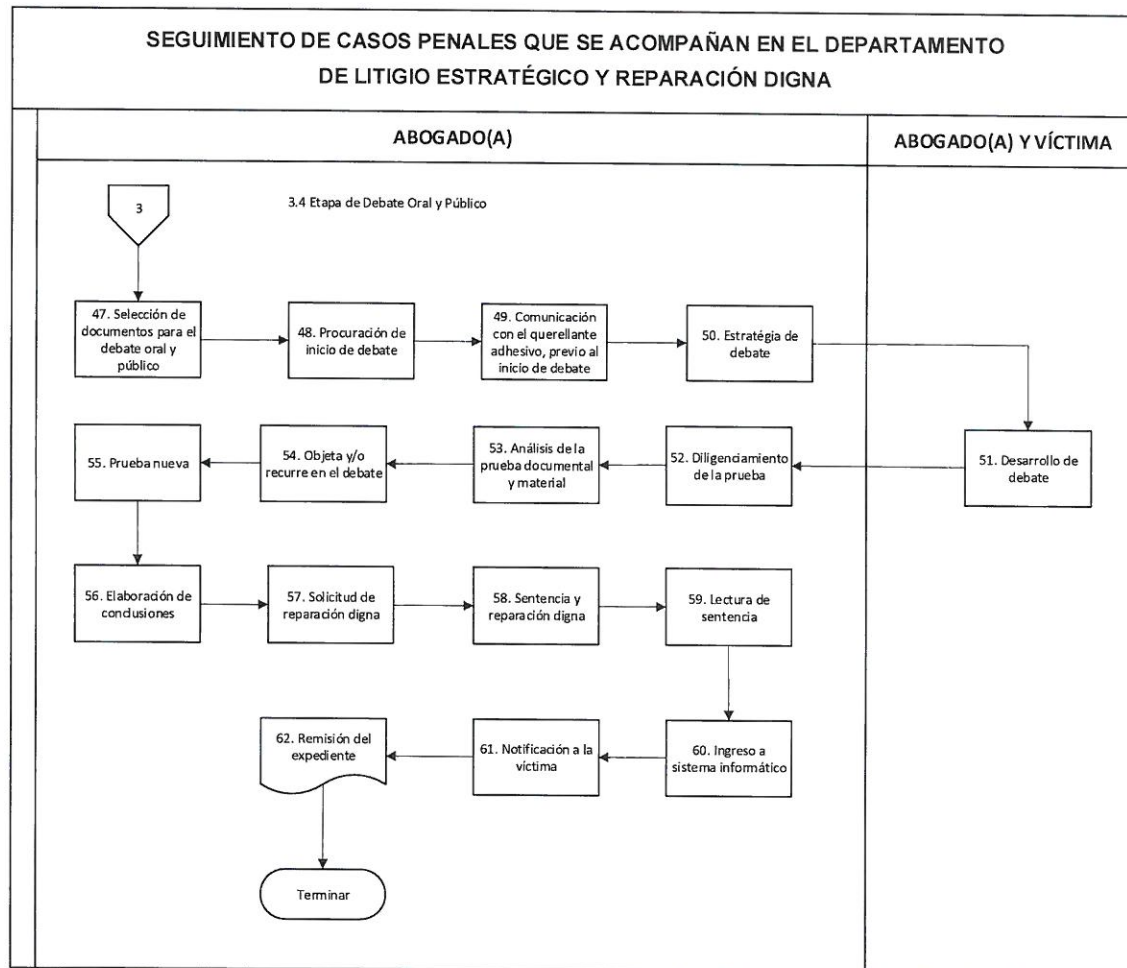 SEGUIMIENTO DE CASOS PENALES QUE SE ACOMPAÑAN EN EL DEPARTAMENTO
DE LITIGIO ESTRATÉGICO Y REPARACIÓN DIGNA
ABOGADO(A)
ABOGADO(A) Y VÍCTIMA
3
3.4 Etapa de Debate Oral y Público
47. Selección de
documentos para el
debate oral y
público
48. Procuración de
inicio de debate
49. Comunicación
con el querellante
adhesivo, previo al
inicio de debate
50. Estratégia de
debate
51. Desarrollo de
debate
52. Diligenciamiento
de la prueba
53. Análisis de la
prueba documental
y material
54. Objeta y/o
recurre en el debate
55. Prueba nueva
56. Elaboración de
conclusiones
57. Solicitud de
reparación digna
58. Sentencia y
reparación digna
59. Lectura de
sentencia
60. Ingreso a
sistema informático
61. Notificación a la
víctima
62. Remisión del
expediente
Terminar